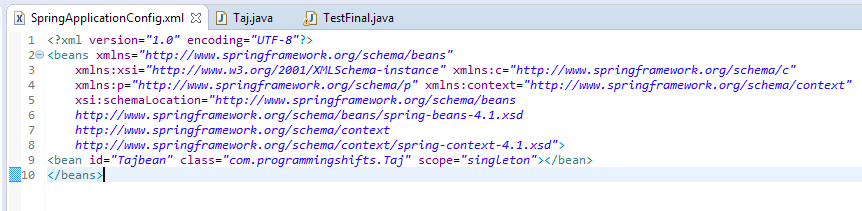 SpringApplicationConfig.xml Taj.java TestFinal.java
1 <?xml version="1.0" encoding="UTF-8"?>
2 <beans xmlns="http://www.springframework.org/schema/beans"
3 xmlns:xsi="http://www.w3.org/2001/XMLSchema-instance" xmlns:c="http://www.springframework.org/schema/c"
4 xmlns:p="http://www.springframework.org/schema/p" xmlns:context="http://www.springframework.org/schema/context"
5 xsi:schemaLocation="http://www.springframework.org/schema/beans
6 http://www.springframework.org/schema/beans/spring-beans-4.1.xsd
7 http://www.springframework.org/schema/context
8 http://www.springframework.org/schema/context/spring-context-4.1.xsd">
9 <bean id="Tajbean" class="com.programmingshifts.Taj" scope="singleton"></bean>
10 </beans>